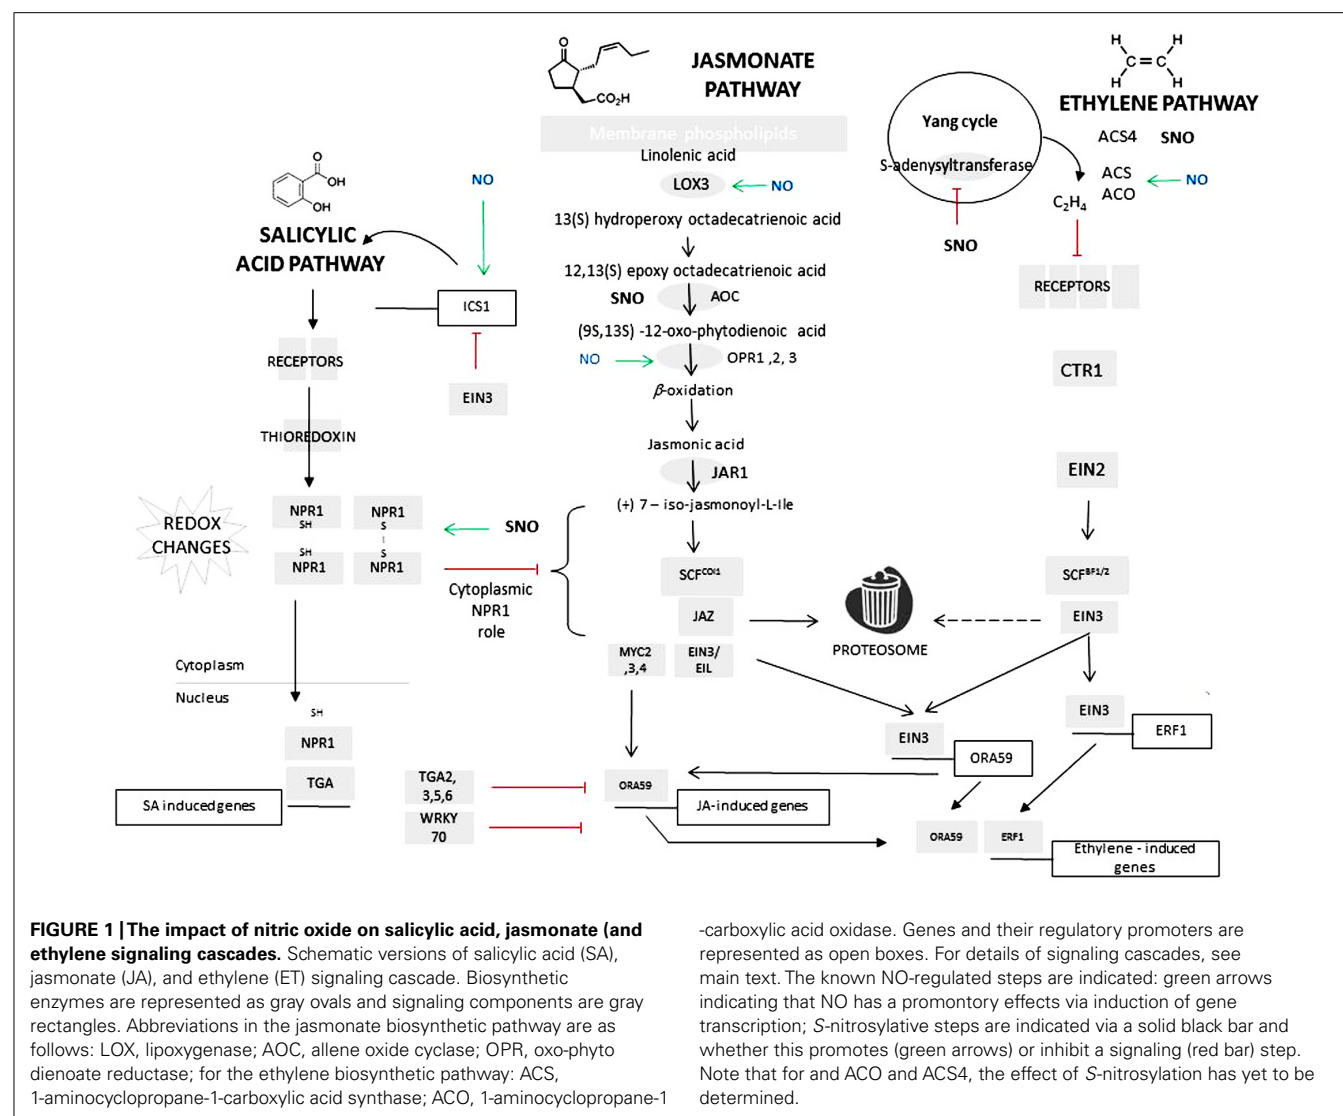 JASMONATE
PATHWAY
O
CO₂H
H H
C=C
H H
ETHYLENE PATHWAY
Yang cycle
S-adenysyltransferase
SNO
ACS4 SNO
ACS
ACO
NO
C₂H₄
RECEPTORS
CTR1
EIN2
SCFᴮᶠ¹/²
EIN3
EIN3
ERF1
Membrane phospholipids
Linolenic acid
LOX3
NO
13(S) hydroperoxy octadecatrienoic acid
12,13(S) epoxy octadecatrienoic acid
SNO
AOC
(9S,13S) -12-oxo-phytodienoic acid
NO
OPR1 ,2, 3
β-oxidation
Jasmonic acid
JAR1
(+) 7 – iso-jasmonoyl-L-Ile
SCFᶜᴼᴵ¹
JAZ
MYC2
,3,4
EIN3/
EIL
PROTEOSOME
O
OH
OH
SALICYLIC
ACID PATHWAY
NO
ICS1
EIN3
RECEPTORS
THIOREDOXIN
REDOX
CHANGES
NPR1
SH
SH
NPR1
NPR1
S
S
NPR1
SNO
Cytoplasmic
NPR1
role
Cytoplasm
Nucleus
SH
NPR1
TGA
SA induced genes
TGA2,
3,5,6
WRKY
70
ORA59
JA-induced genes
EIN3
ORA59
ORA59
ERF1
Ethylene - induced
genes
FIGURE 1 | The impact of nitric oxide on salicylic acid, jasmonate (and
ethylene signaling cascades. Schematic versions of salicylic acid (SA),
jasmonate (JA), and ethylene (ET) signaling cascade. Biosynthetic
enzymes are represented as gray ovals and signaling components are gray
rectangles. Abbreviations in the jasmonate biosynthetic pathway are as
follows: LOX, lipoxygenase; AOC, allene oxide cyclase; OPR, oxo-phyto
dienoate reductase; for the ethylene biosynthetic pathway: ACS,
1-aminocyclopropane-1-carboxylic acid synthase; ACO, 1-aminocyclopropane-1
-carboxylic acid oxidase. Genes and their regulatory promoters are
represented as open boxes. For details of signaling cascades, see
main text. The known NO-regulated steps are indicated: green arrows
indicating that NO has a promontory effects via induction of gene
transcription; S-nitrosylative steps are indicated via a solid black bar and
whether this promotes (green arrows) or inhibit a signaling (red bar) step.
Note that for and ACO and ACS4, the effect of S-nitrosylation has yet to be
determined.